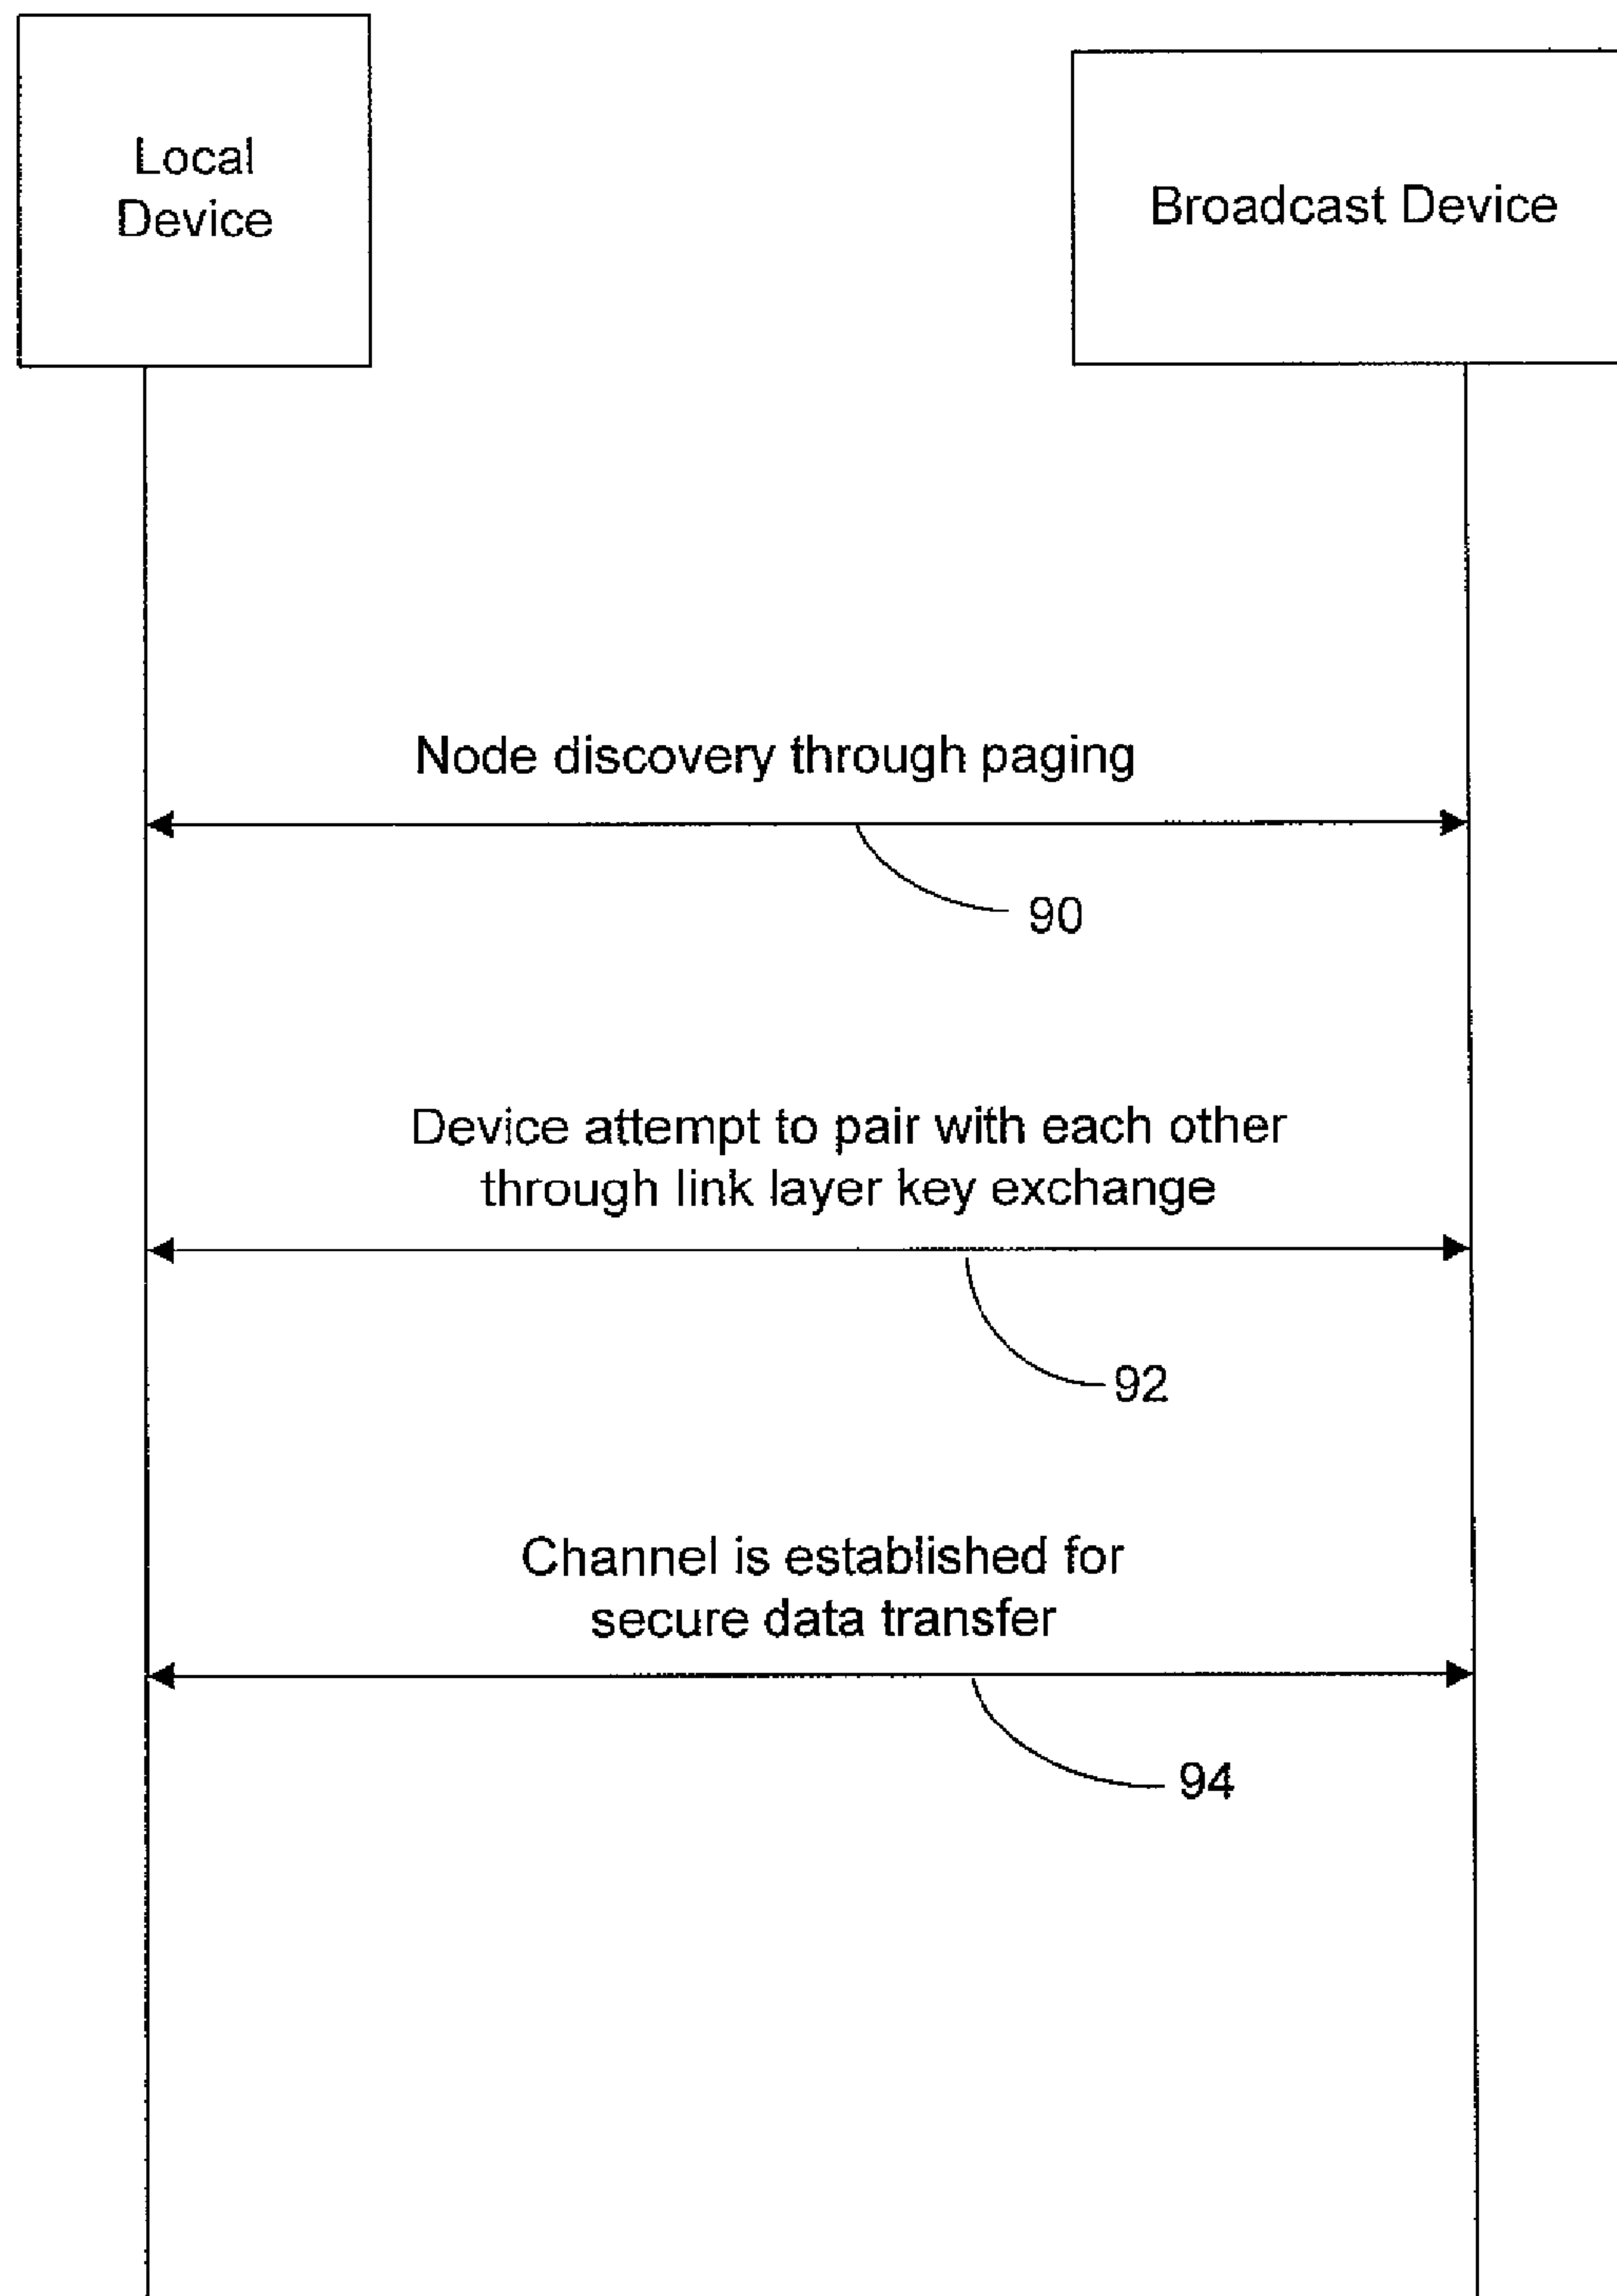 Local
Device
Broadcast Device
Node discovery through paging
90
Device attempt to pair with each other
through link layer key exchange
92
Channel is established for
secure data transfer
94